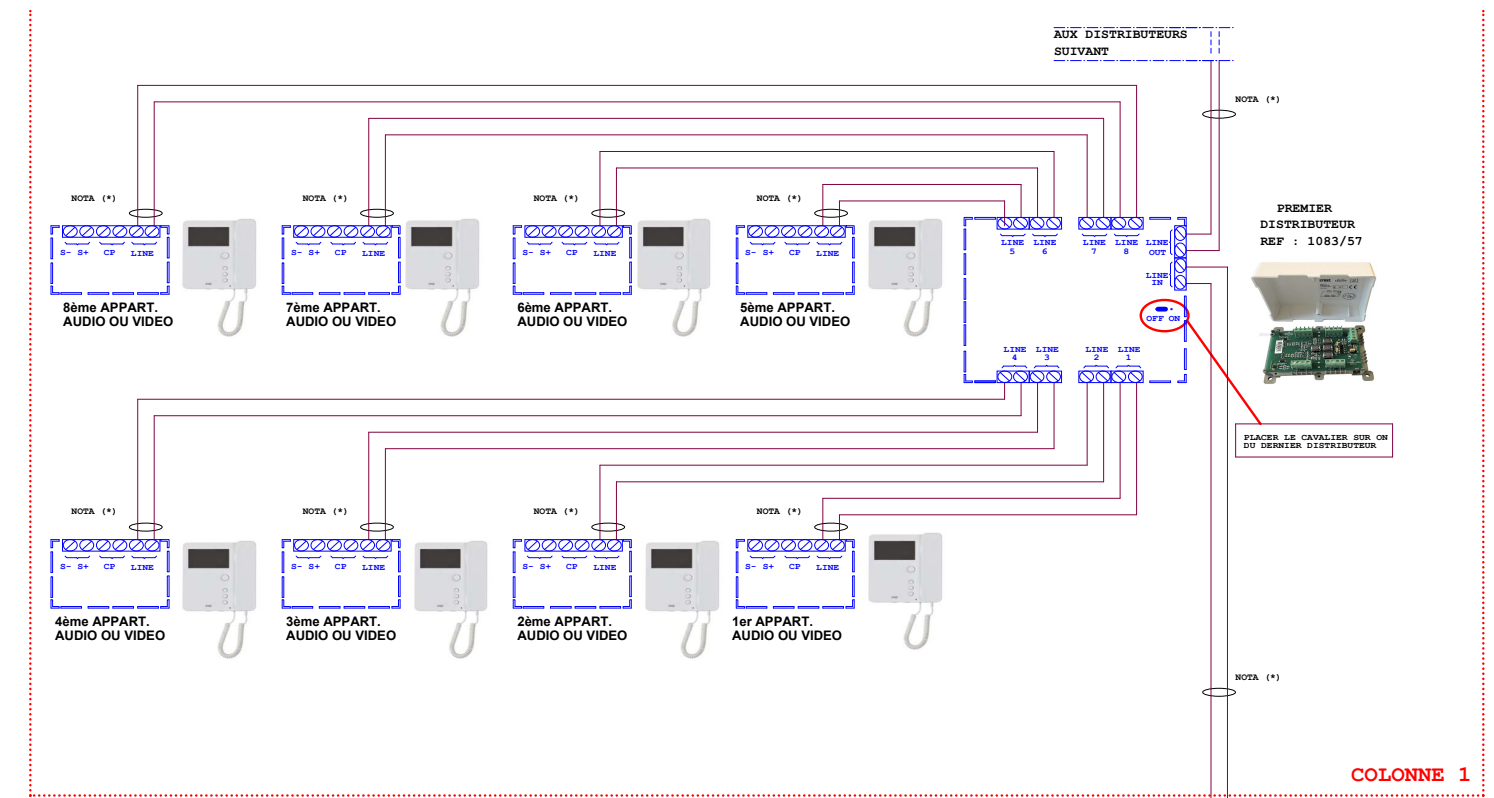 AUX DISTRIBUTEURS
SUIVANT
NOTA (*)
NOTA (*)
NOTA (*)
NOTA (*)
NOTA (*)
S- S+ CP LINE
S- S+ CP LINE
S- S+ CP LINE
S- S+ CP LINE
8ème APPART.
AUDIO OU VIDEO
7ème APPART.
AUDIO OU VIDEO
6ème APPART.
AUDIO OU VIDEO
5ème APPART.
AUDIO OU VIDEO
LINE
5
LINE
6
LINE
7
LINE
8
LINE
OUT
LINE
IN
OFF ON
LINE
4
LINE
3
LINE
2
LINE
1
PREMIER
DISTRIBUTEUR
REF : 1083/57
PLACER LE CAVALIER SUR ON
DU DERNIER DISTRIBUTEUR
NOTA (*)
NOTA (*)
NOTA (*)
NOTA (*)
S- S+ CP LINE
S- S+ CP LINE
S- S+ CP LINE
S- S+ CP LINE
4ème APPART.
AUDIO OU VIDEO
3ème APPART.
AUDIO OU VIDEO
2ème APPART.
AUDIO OU VIDEO
1er APPART.
AUDIO OU VIDEO
NOTA (*)
COLONNE 1